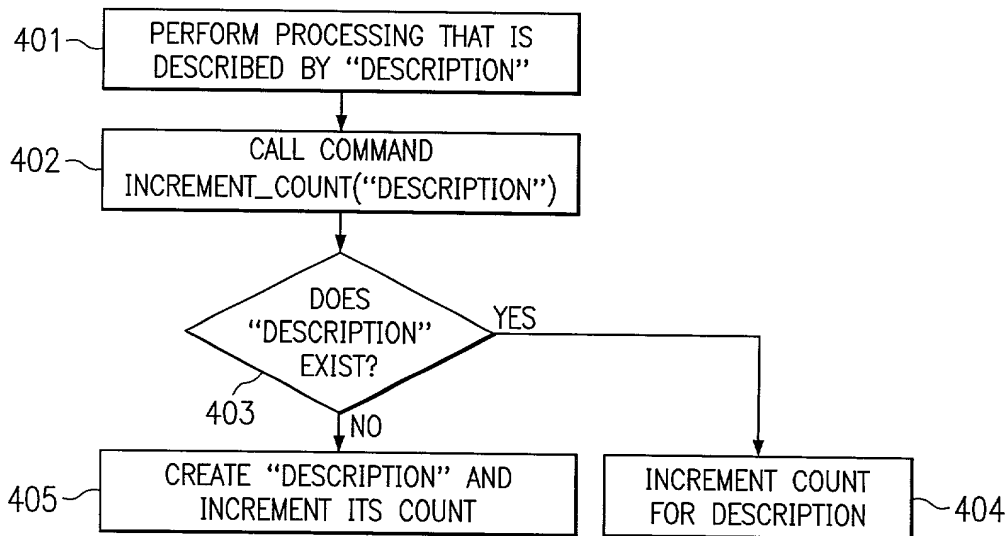 401
PERFORM PROCESSING THAT IS
DESCRIBED BY “DESCRIPTION”
402
CALL COMMAND
INCREMENT_COUNT(“DESCRIPTION”)
DOES
“DESCRIPTION”
EXIST?
YES
403
NO
405
CREATE “DESCRIPTION” AND
INCREMENT ITS COUNT
INCREMENT COUNT
FOR DESCRIPTION
404